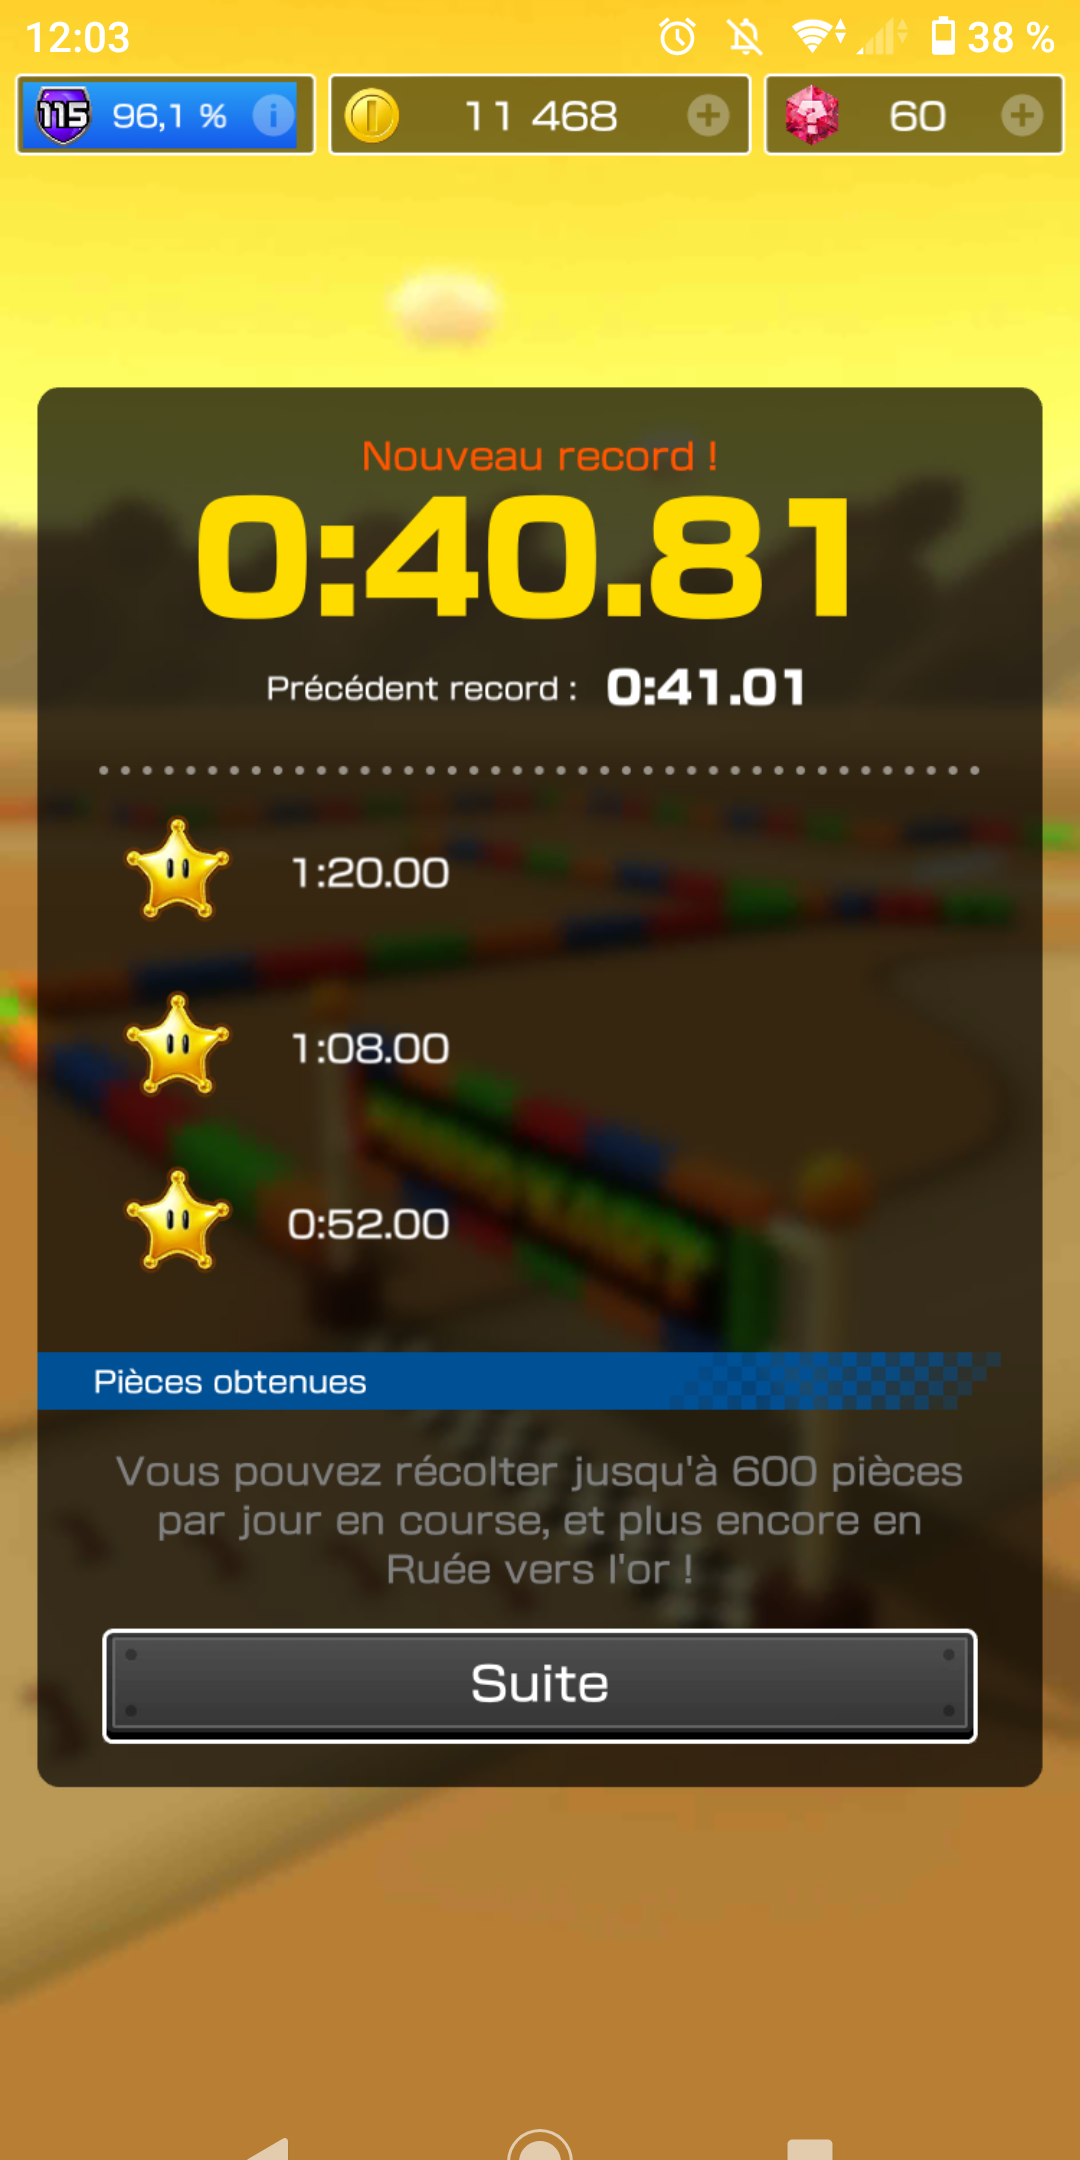 12:03 38 %
115 96,1 % i 11 468 + 60 +
Nouveau record !
0:40.81
Précédent record : 0:41.01
1:20.00
1:08.00
0:52.00
Pièces obtenues
Vous pouvez récolter jusqu'à 600 pièces
par jour en course, et plus encore en
Ruée vers l'or !
Suite